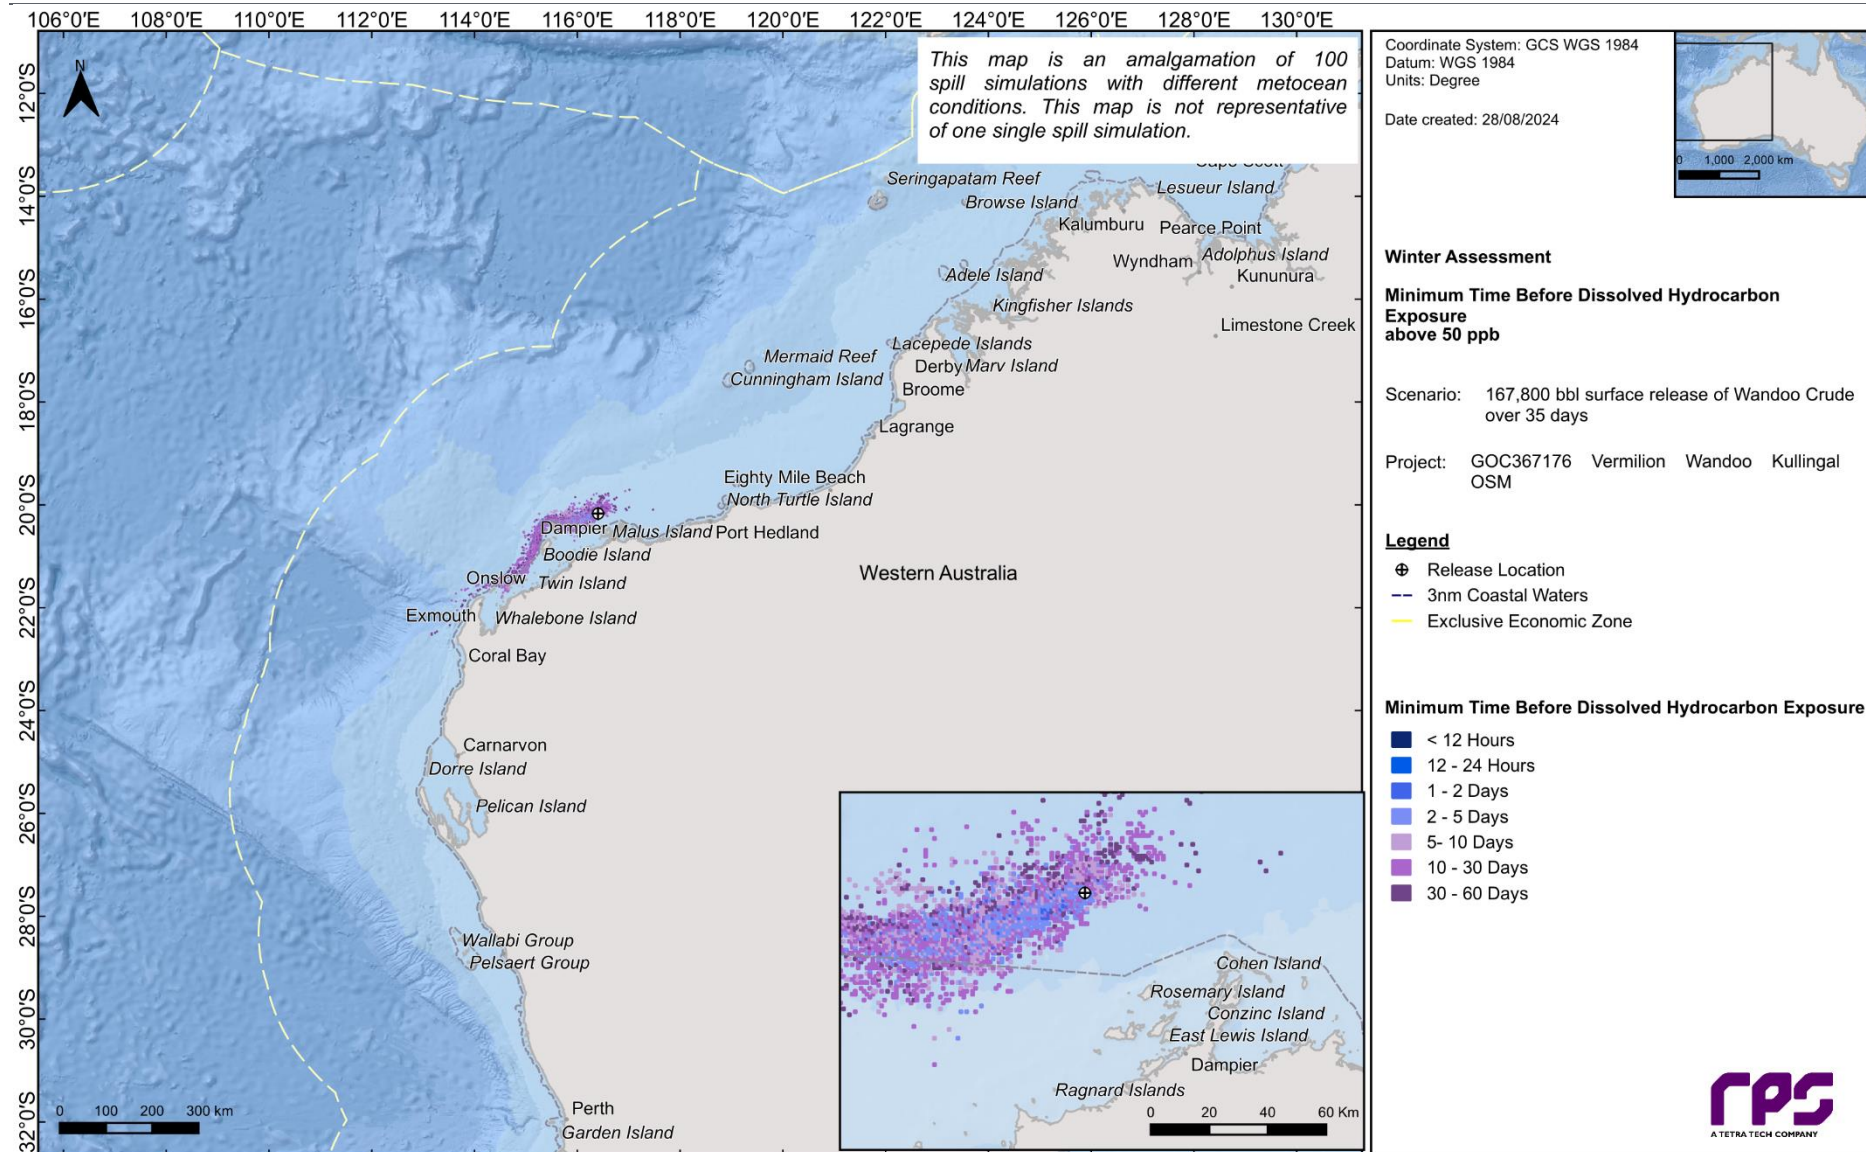 106°0'E 108°0'E 110°0'E 112°0'E 114°0'E 116°0'E 118°0'E 120°0'E 122°0'E 124°0'E 126°0'E 128°0'E 130°0'E
12°0'S
14°0'S
16°0'S
18°0'S
20°0'S
22°0'S
24°0'S
26°0'S
28°0'S
30°0'S
32°0'S
N
This map is an amalgamation of 100
spill simulations with different metocean
conditions. This map is not representative
of one single spill simulation.
Cape Scott
Seringapatam Reef
Lesueur Island
Browse Island
Kalumburu
Pearce Point
Wyndham
Adolphus Island
Adele Island
Kununura
Kingfisher Islands
Limestone Creek
Lacepede Islands
Mermaid Reef
Derby
Marv Island
Cunningham Island
Broome
Lagrange
Eighty Mile Beach
North Turtle Island
Dampier
Malus Island
Port Hedland
Boodie Island
Western Australia
Onslow
Twin Island
Exmouth
Whalebone Island
Coral Bay
Carnarvon
Dorre Island
Pelican Island
Wallabi Group
Pelsaert Group
Perth
Garden Island
0 100 200 300 km
Cohen Island
Rosemary Island
Conzinc Island
East Lewis Island
Dampier
Ragnard Islands
0 20 40 60 Km
Coordinate System: GCS WGS 1984
Datum: WGS 1984
Units: Degree
Date created: 28/08/2024
0 1,000 2,000 km
Winter Assessment
Minimum Time Before Dissolved Hydrocarbon
Exposure
above 50 ppb
Scenario: 167,800 bbl surface release of Wandoo Crude
over 35 days
Project: GOC367176 Vermilion Wandoo Kullingal
OSM
Legend
Release Location
3nm Coastal Waters
Exclusive Economic Zone
Minimum Time Before Dissolved Hydrocarbon Exposure
< 12 Hours
12 - 24 Hours
1 - 2 Days
2 - 5 Days
5- 10 Days
10 - 30 Days
30 - 60 Days
rps
A TETRA TECH COMPANY